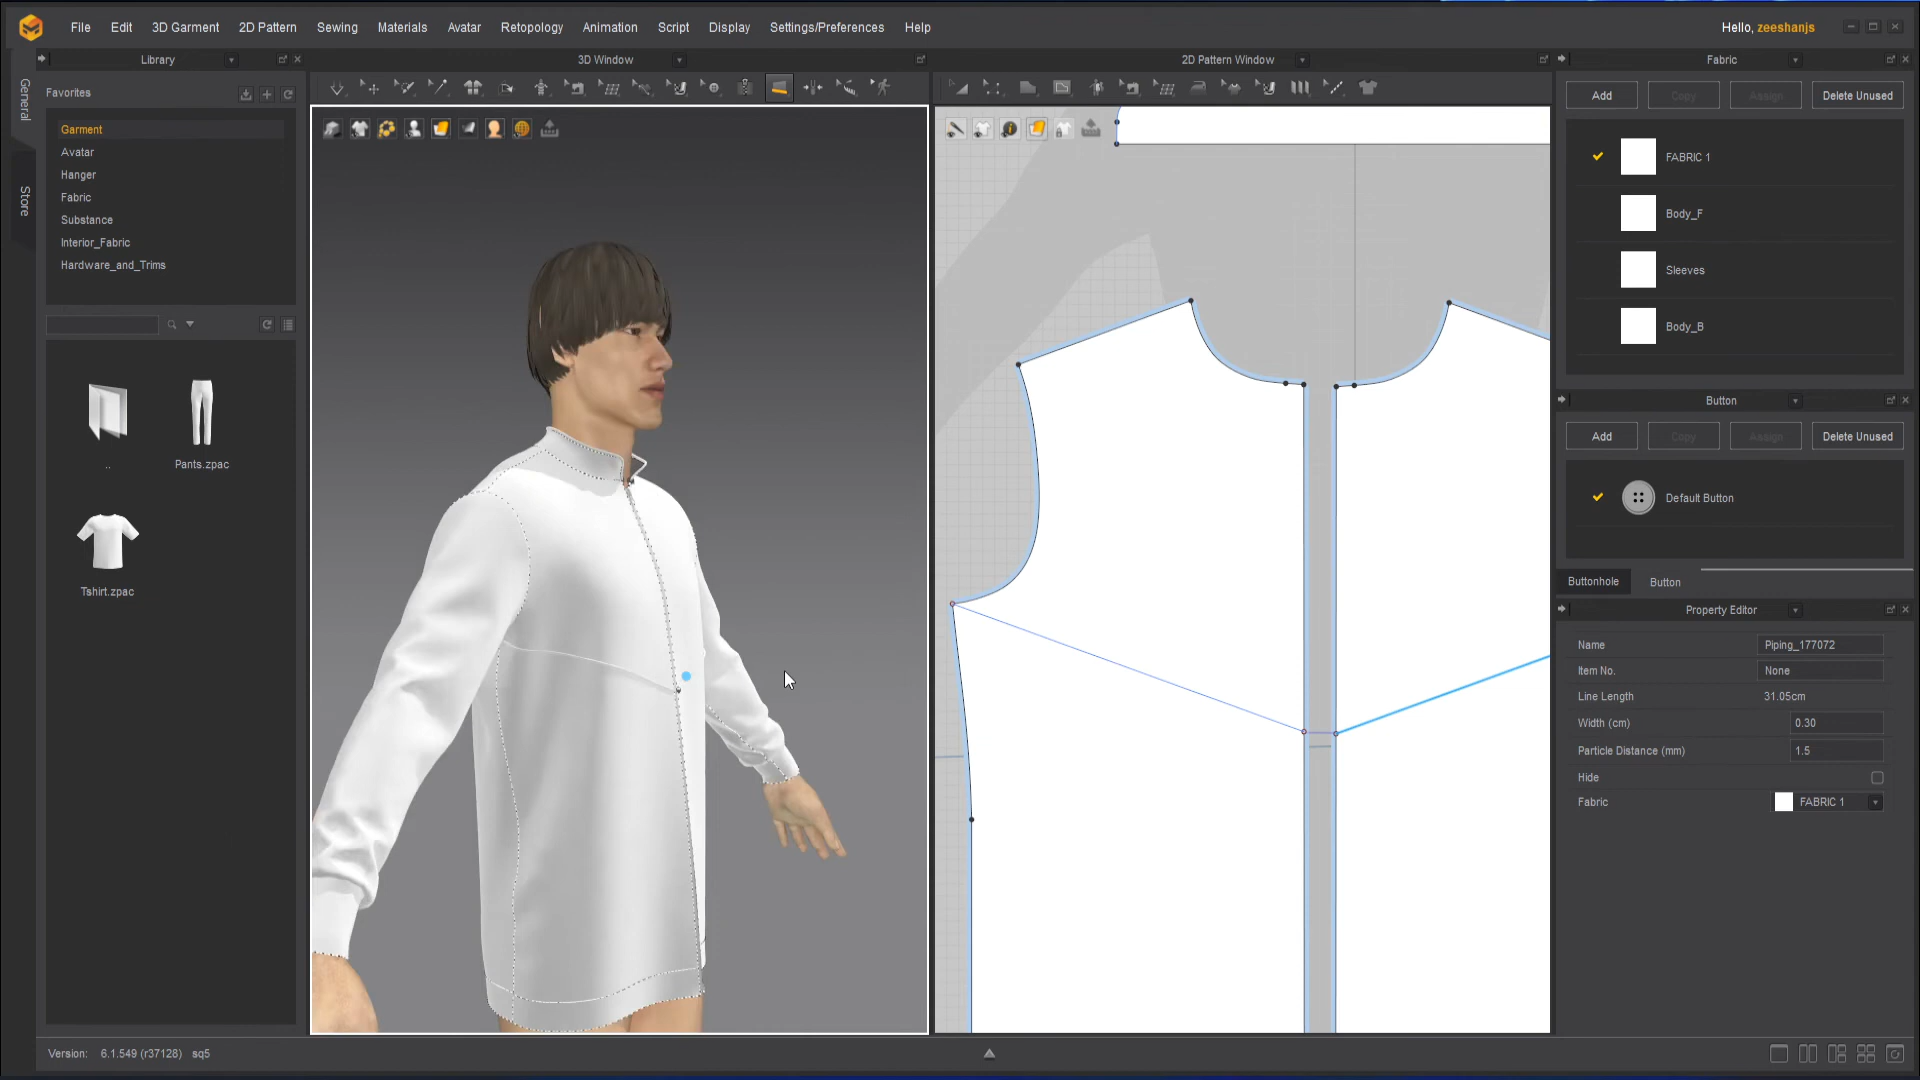 File Edit 3D Garment 2D Pattern Sewing Materials Avatar Retopology Animation Script Display Settings/Preferences Help
Hello, zeeshanjs
Library
3D Window
2D Pattern Window
Fabric
General
Store
Favorites
Garment
Avatar
Hanger
Fabric
Substance
Interior_Fabric
Hardware_and_Trims
..
Pants.zpac
Tshirt.zpac
Add Copy Assign Delete Unused
FABRIC 1
Body_F
Sleeves
Body_B
Button
Add Copy Assign Delete Unused
Default Button
Buttonhole Button
Property Editor
Name Piping_177072
Item No. None
Line Length 31.05cm
Width (cm) 0.30
Particle Distance (mm) 1.5
Hide
Fabric FABRIC 1
Version: 6.1.549 (r37128) sq5